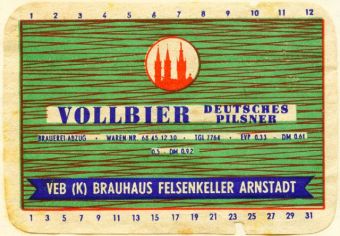 1 2 3 4 5 6 7 8 9 10 11 12
VOLLBIER DEUTSCHES PILSNER
BRAUEREI-ABZUG · WAREN NR. 68 45 12 30 · TGL 7764 · EVP 0,33 - DM 0.61
0,5 - DM 0.92
VEB (K) BRAUHAUS FELSENKELLER ARNSTADT
1 3 5 7 9 11 13 15 17 19 21 23 25 27 29 31